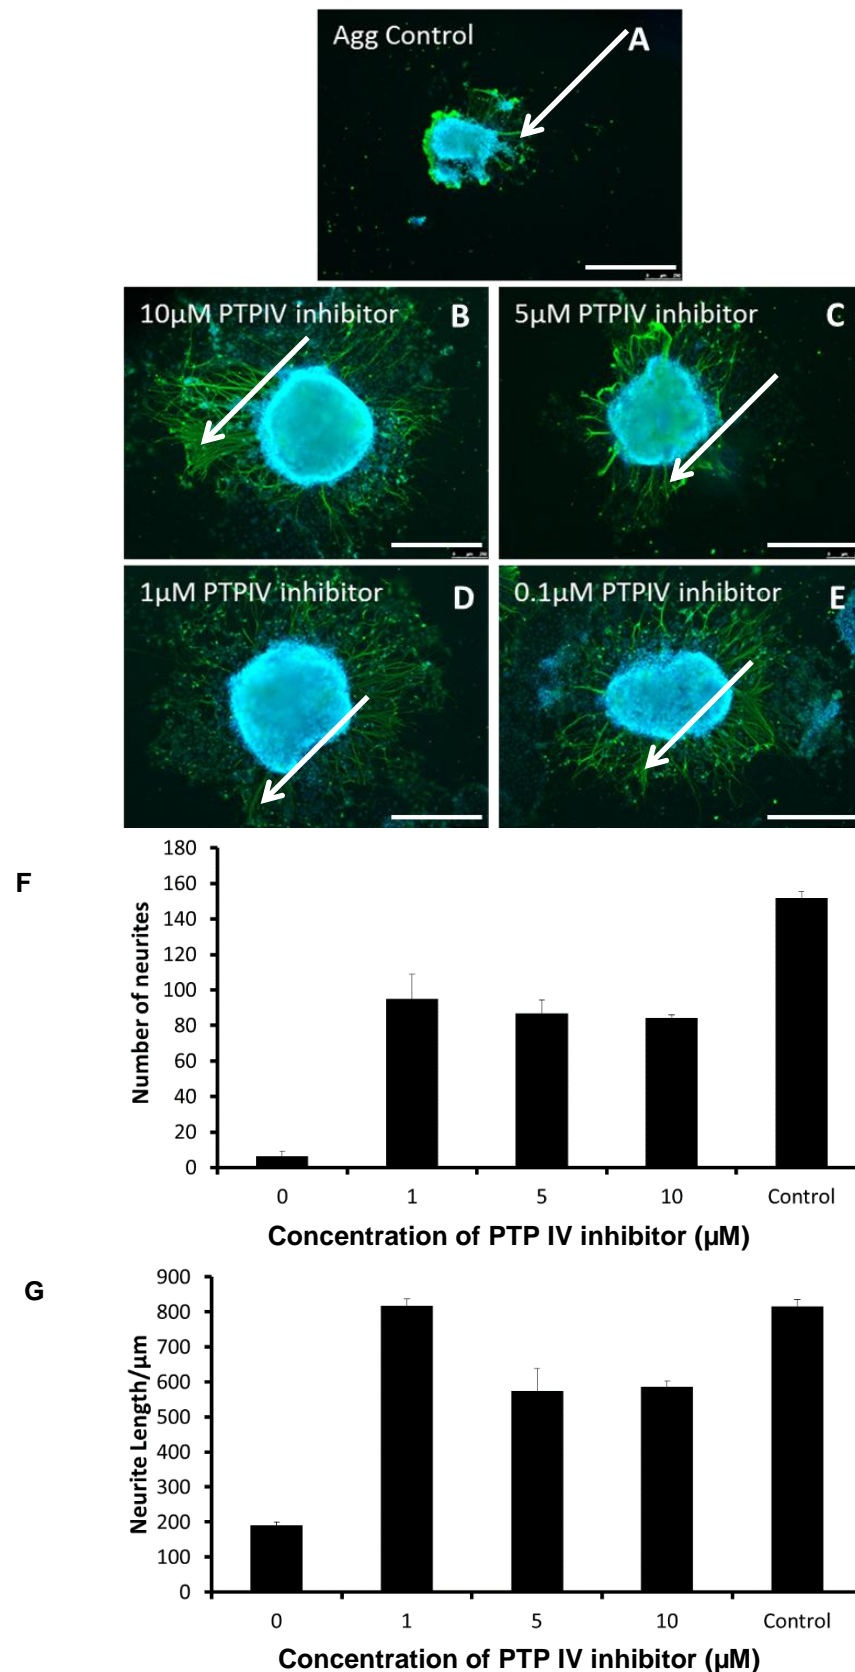 Agg Control A
10µM PTPIV inhibitor B
5µM PTPIV inhibitor C
1µM PTPIV inhibitor D
0.1µM PTPIV inhibitor E
F
Number of neurites
180
160
140
120
100
80
60
40
20
0
0 1 5 10 Control
Concentration of PTP IV inhibitor (µM)
G
Neurite Length/µm
900
800
700
600
500
400
300
200
100
0
0 1 5 10 Control
Concentration of PTP IV inhibitor (µM)